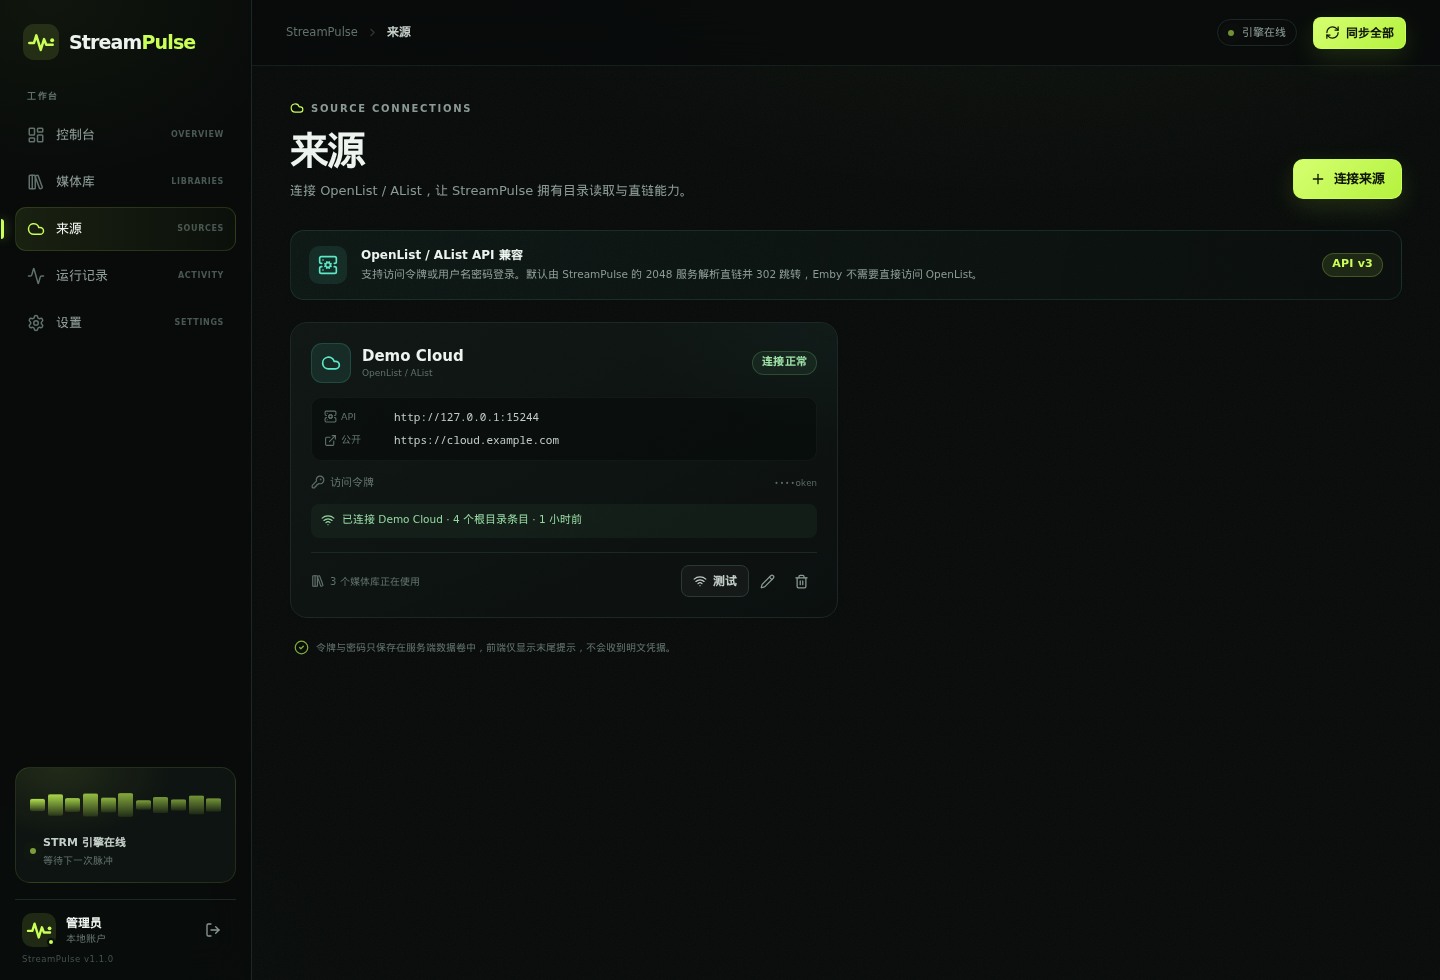 StreamPulse
工作台
控制台 OVERVIEW
媒体库 LIBRARIES
来源 SOURCES
运行记录 ACTIVITY
设置 SETTINGS
STRM 引擎在线
等待下一次脉冲
管理员
本地账户
StreamPulse v1.1.0
StreamPulse > 来源
引擎在线
同步全部
SOURCE CONNECTIONS
来源
连接 OpenList / AList，让 StreamPulse 拥有目录读取与直链能力。
连接来源
OpenList / AList API 兼容
支持访问令牌或用户名密码登录。默认由 StreamPulse 的 2048 服务解析直链并 302 跳转，Emby 不需要直接访问 OpenList。
API v3
Demo Cloud
OpenList / AList
连接正常
API http://127.0.0.1:15244
公开 https://cloud.example.com
访问令牌 ····oken
已连接 Demo Cloud · 4 个根目录条目 · 1 小时前
3 个媒体库正在使用
测试
令牌与密码只保存在服务端数据卷中，前端仅显示末尾提示，不会收到明文凭据。